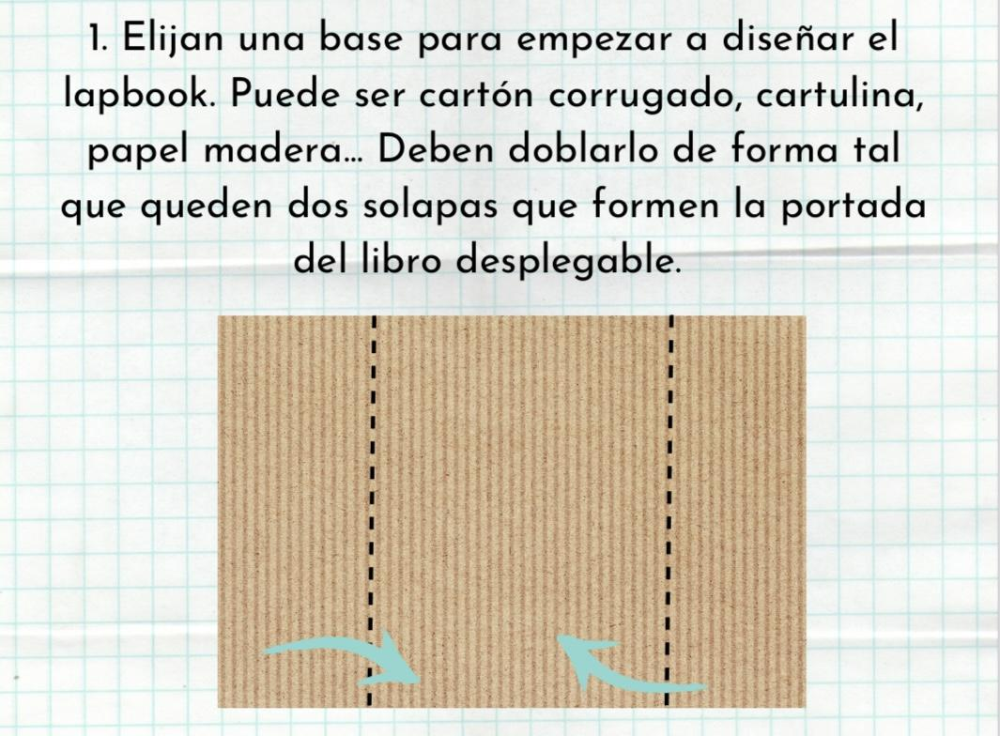 1. Elijan una base para empezar a diseñar el
lapbook. Puede ser cartón corrugado, cartulina,
papel madera... Deben doblarlo de forma tal
que queden dos solapas que formen la portada
del libro desplegable.